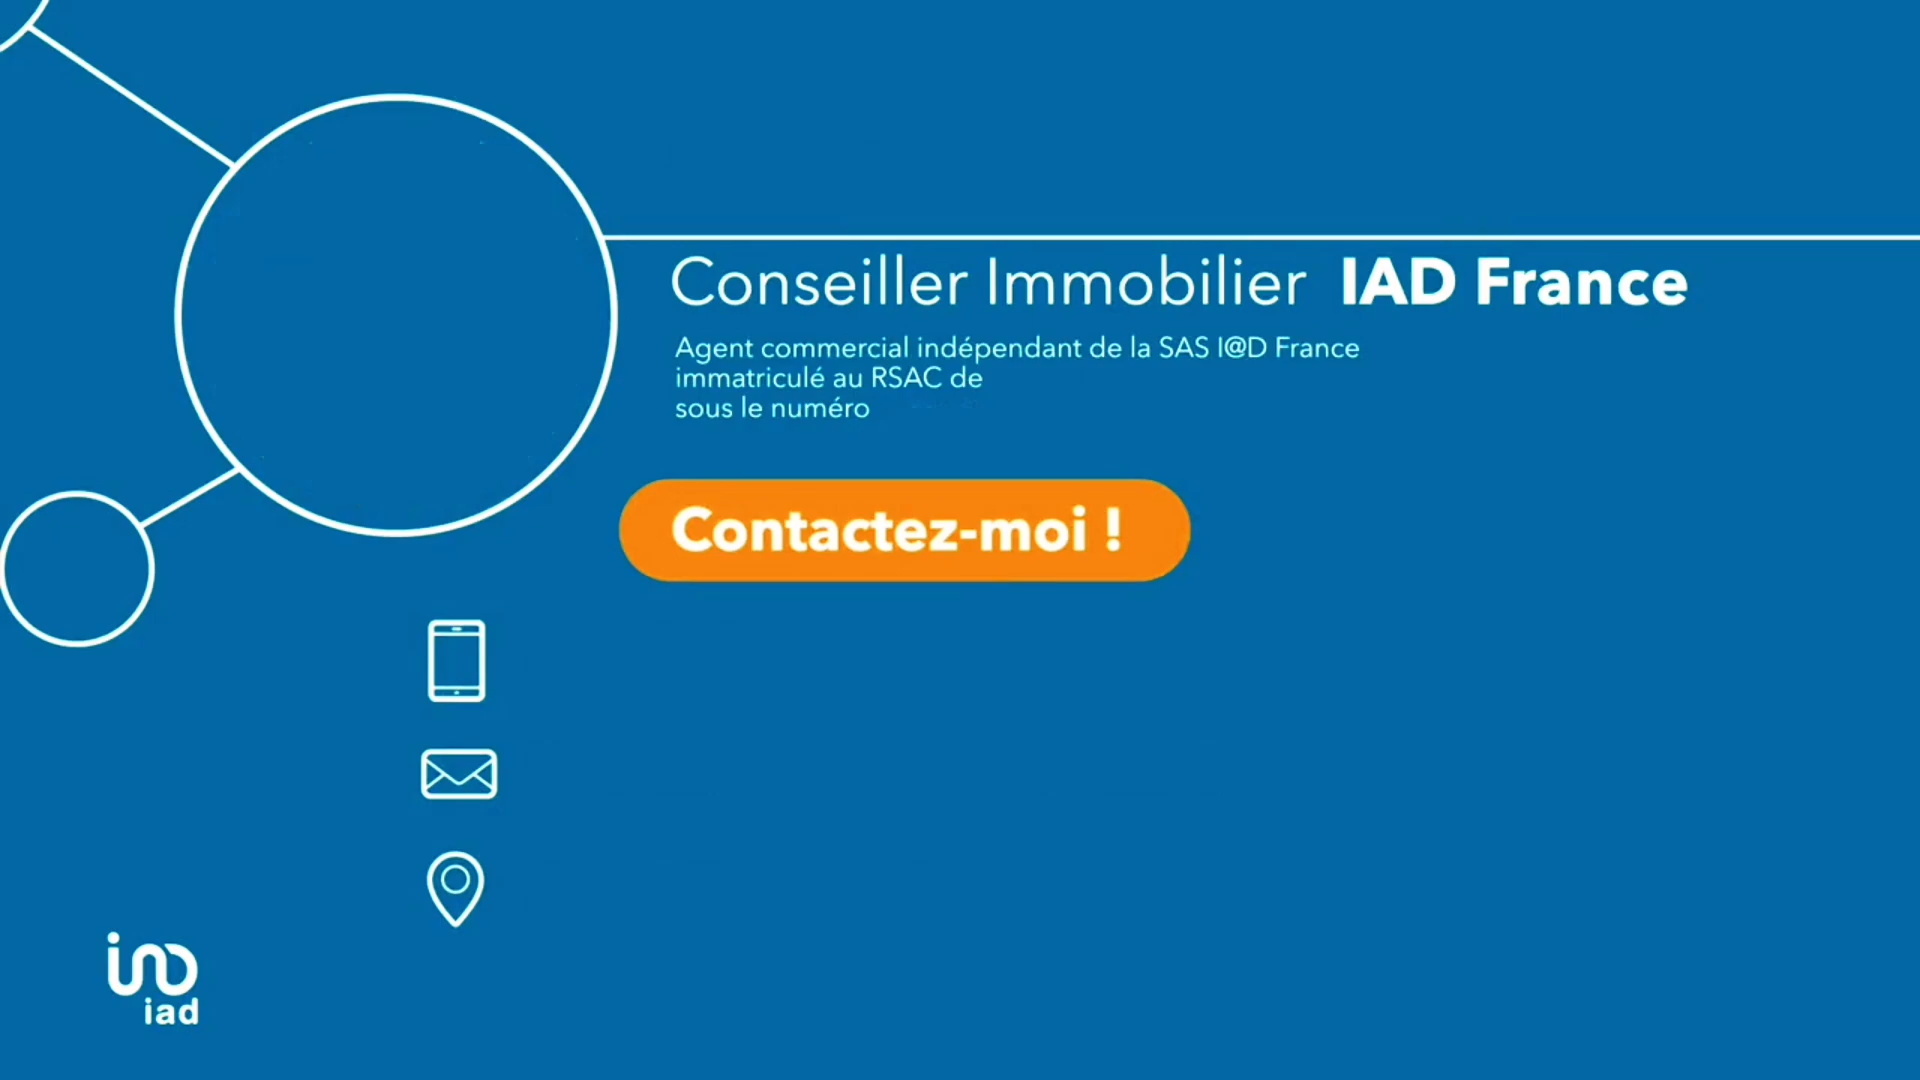 Conseiller Immobilier IAD France
Agent commercial indépendant de la SAS I@D France
immatriculé au RSAC de
sous le numéro
Contactez-moi !
iad